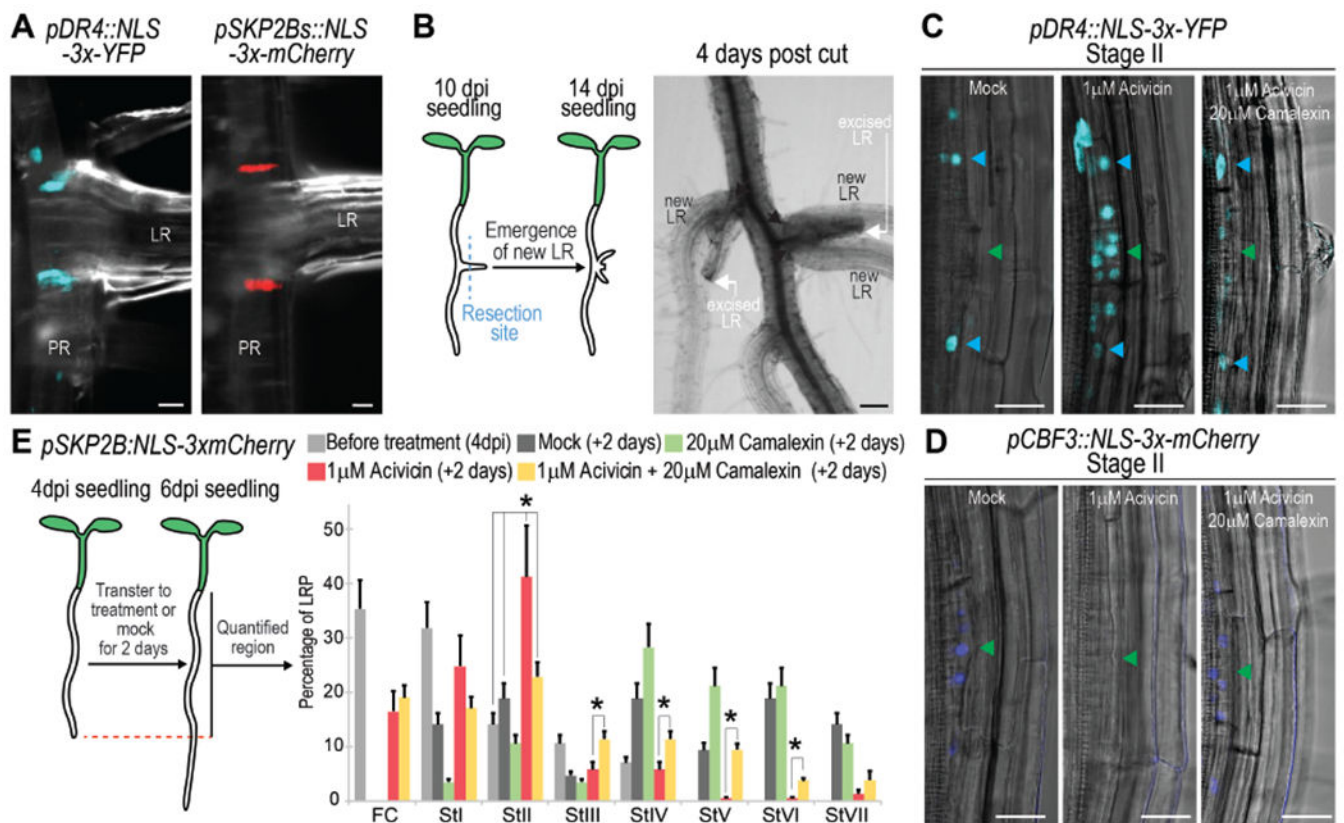 A
pDR4::NLS
-3x-YFP
pSKP2Bs::NLS
-3x-mCherry
LR
PR
LR
PR
B
10 dpi
seedling
14 dpi
seedling
Emergence
of new LR
Resection
site
4 days post cut
excised
LR
new
LR
new
LR
new
LR
excised
LR
C
pDR4::NLS-3x-YFP
Stage II
Mock
1μM Acivicin
1μM Acivicin
20μM Camalexin
D
pCBF3::NLS-3x-mCherry
Stage II
Mock
1μM Acivicin
1μM Acivicin
20μM Camalexin
E
pSKP2B:NLS-3xmCherry
4dpi seedling
6dpi seedling
Transter to
treatment or
mock
for 2 days
Quantified
region
Before treatment (4dpi)
Mock (+2 days)
20μM Camalexin (+2 days)
1μM Acivicin (+2 days)
1μM Acivicin + 20μM Camalexin (+2 days)
Percentage of LRP
50
40
30
20
10
0
*
*
*
*
*
FC
StI
StII
StIII
StIV
StV
StVI
StVII